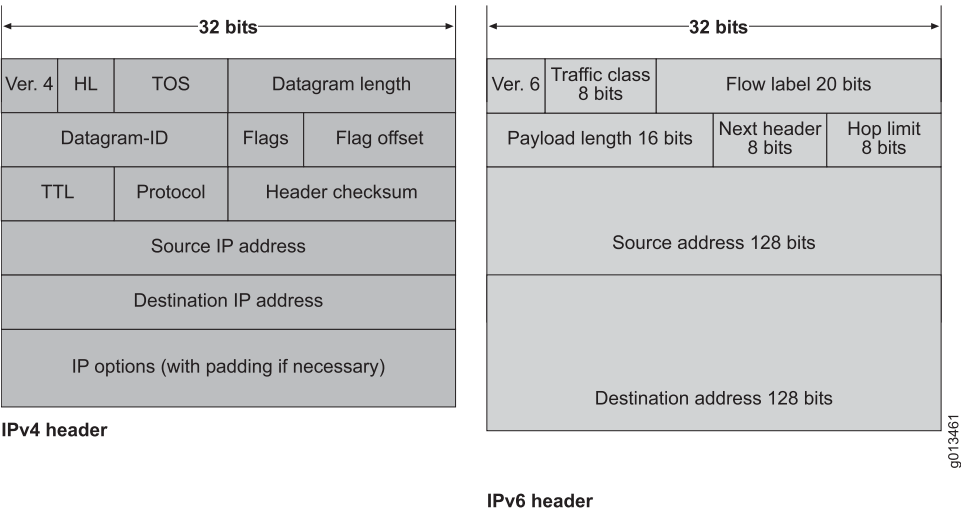 32 bits
Ver. 4 HL TOS Datagram length
Datagram-ID Flags Flag offset
TTL Protocol Header checksum
Source IP address
Destination IP address
IP options (with padding if necessary)
IPv4 header
32 bits
Ver. 6 Traffic class
8 bits Flow label 20 bits
Payload length 16 bits Next header
8 bits Hop limit
8 bits
Source address 128 bits
Destination address 128 bits
g013461
IPv6 header